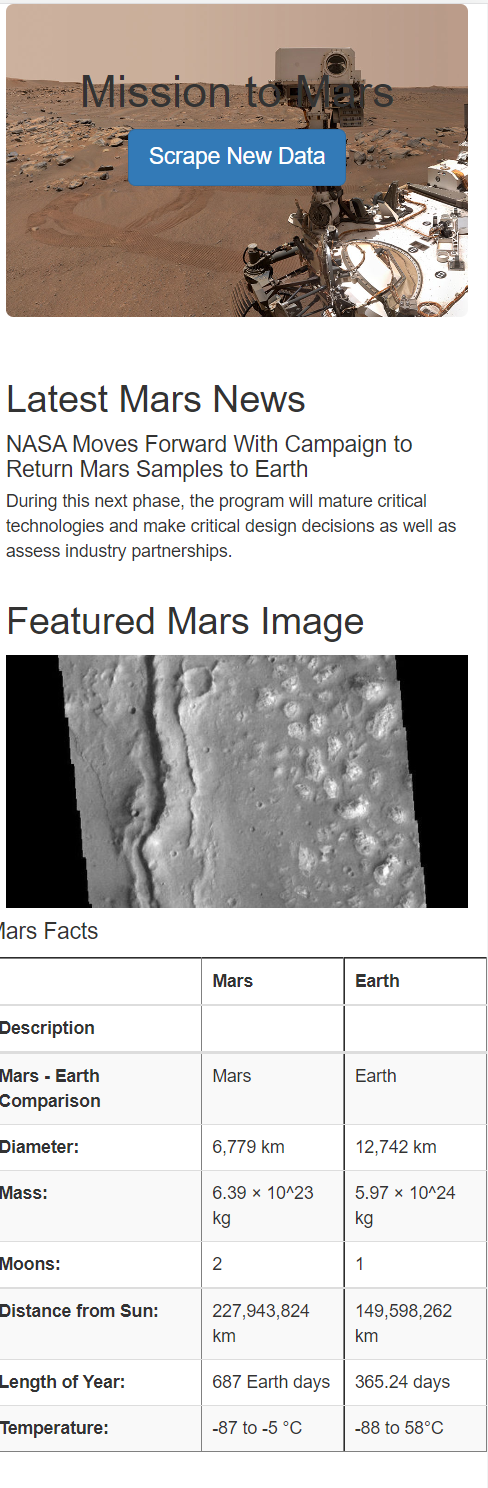 Mission to Mars
Scrape New Data
Latest Mars News
NASA Moves Forward With Campaign to
Return Mars Samples to Earth
During this next phase, the program will mature critical
technologies and make critical design decisions as well as
assess industry partnerships.
Featured Mars Image
Mars Facts
Mars Earth
Description
Mars - Earth Comparison Mars Earth
Diameter: 6,779 km 12,742 km
Mass: 6.39 × 10^23 kg 5.97 × 10^24 kg
Moons: 2 1
Distance from Sun: 227,943,824 km 149,598,262 km
Length of Year: 687 Earth days 365.24 days
Temperature: -87 to -5 °C -88 to 58°C